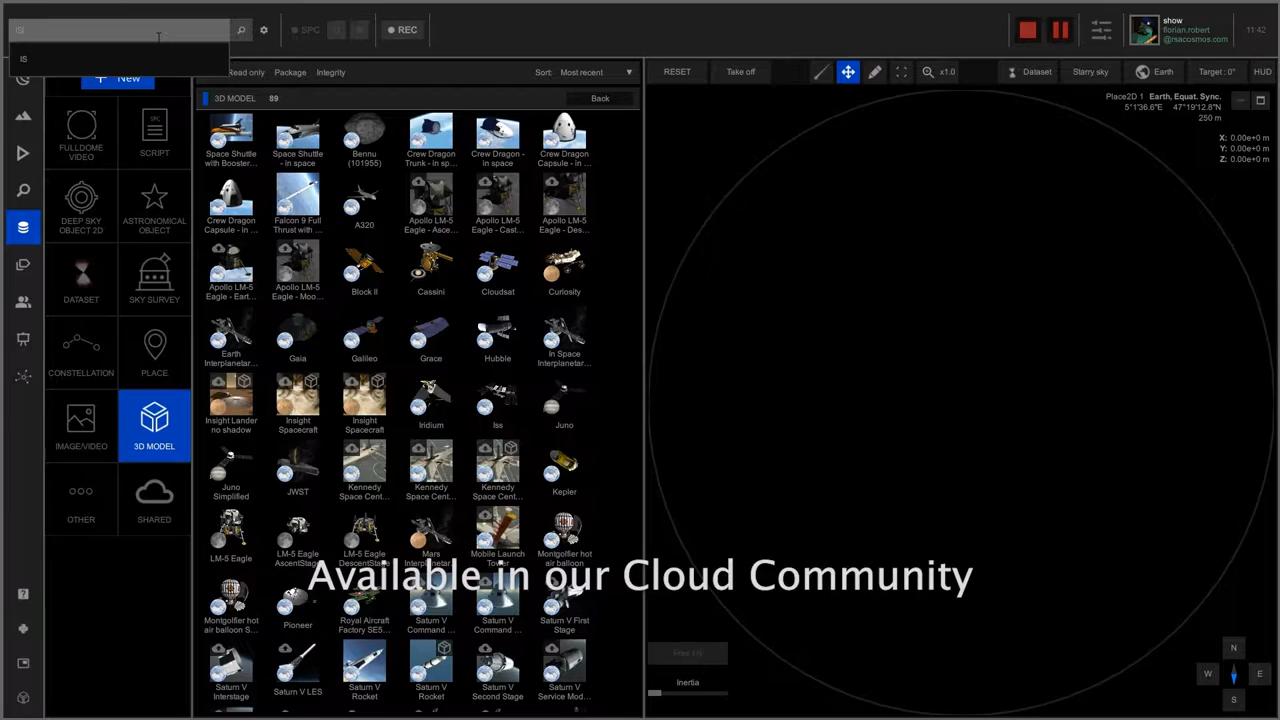 ISI
IS
SPC
REC
show
florian.robert
@rsacosmos.com
11:42
New
Read only
Package
Integrity
Sort:
Most recent
RESET
Take off
x1.0
Dataset
Starry sky
Earth
Target : 0°
HUD
3D MODEL
89
Back
Place2D 1 Earth, Equat. Sync.
5°1'36.6"E 47°19'12.8"N
250 m
X: 0.00e+0 m
Y: 0.00e+0 m
Z: 0.00e+0 m
FULLDOME
VIDEO
SPC
SCRIPT
DEEP SKY
OBJECT 2D
ASTRONOMICAL
OBJECT
DATASET
SKY SURVEY
CONSTELLATION
PLACE
IMAGE/VIDEO
3D MODEL
OTHER
SHARED
Space Shuttle
with Booster...
Space Shuttle
- in space
Bennu
(101955)
Crew Dragon
Trunk - in sp...
Crew Dragon -
in space
Crew Dragon
Capsule - in ...
Crew Dragon
Capsule - in ...
Falcon 9 Full
Thrust with ...
A320
Apollo LM-5
Eagle - Asce...
Apollo LM-5
Eagle - Cast...
Apollo LM-5
Eagle - Des...
Apollo LM-5
Eagle - Eart...
Apollo LM-5
Eagle - Moo...
Block II
Cassini
Cloudsat
Curiosity
Earth
Interplanetar...
Gaia
Galileo
Grace
Hubble
In Space
Interplanetar...
Insight Lander
no shadow
Insight
Spacecraft
Insight
Spacecraft
Iridium
Iss
Juno
Juno
Simplified
JWST
Kennedy
Space Cent...
Kennedy
Space Cent...
Kennedy
Space Cent...
Kepler
LM-5 Eagle
LM-5 Eagle
AscentStage
LM-5 Eagle
DescentStage
Mars
Interplanetar...
Mobile Launch
Tower
Montgolfier hot
air balloon
Available in our Cloud Community
Montgolfier hot
air balloon S...
Pioneer
Royal Aircraft
Factory SE5...
Saturn V
Command ...
Saturn V
Command ...
Saturn V First
Stage
Saturn V
Interstage
Saturn V LES
Saturn V
Rocket
Saturn V
Rocket
Saturn V
Second Stage
Saturn V
Service Mod...
Inertia
N
W
E
S